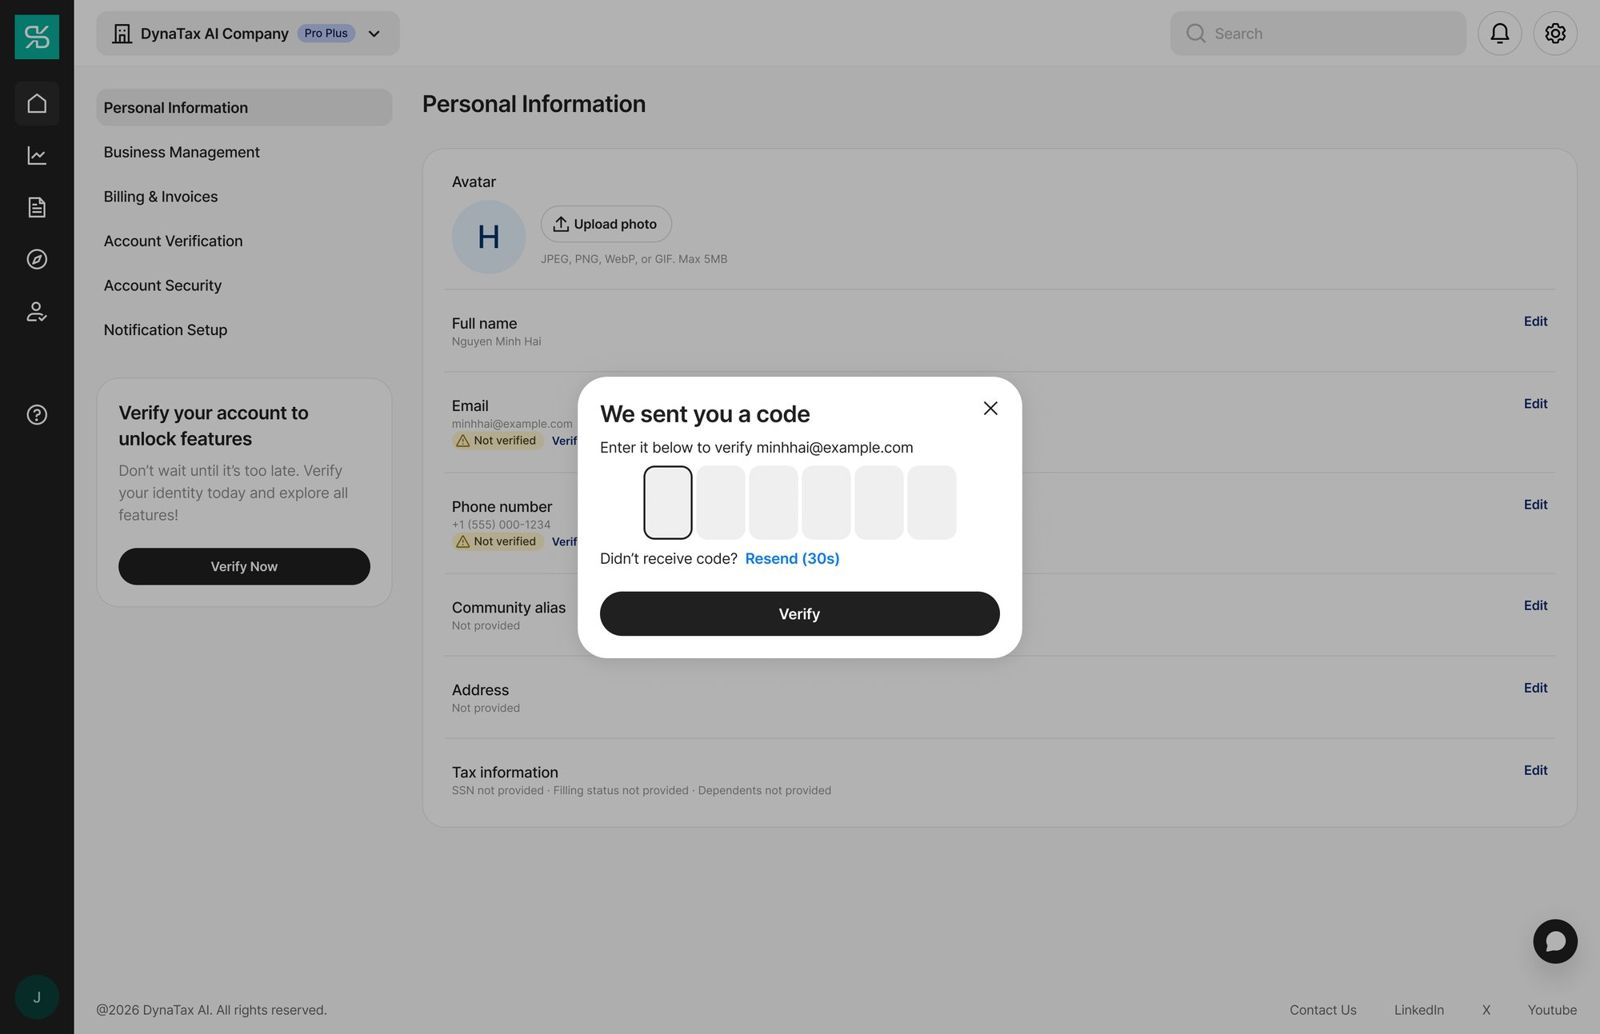 DynaTax AI Company
Pro Plus
Search
Personal Information
Business Management
Billing & Invoices
Account Verification
Account Security
Notification Setup
Verify your account to
unlock features
Don't wait until it's too late. Verify
your identity today and explore all
features!
Verify Now
Personal Information
Avatar
H
Upload photo
JPEG, PNG, WebP, or GIF. Max 5MB
Full name
Nguyen Minh Hai
Edit
Email
minhhai@example.com
Not verified
Verif
Edit
Phone number
+1 (555) 000-1234
Not verified
Verif
Edit
Community alias
Not provided
Edit
Address
Not provided
Edit
Tax information
SSN not provided · Filling status not provided · Dependents not provided
Edit
We sent you a code
Enter it below to verify minhhai@example.com
Didn't receive code? Resend (30s)
Verify
J
@2026 DynaTax AI. All rights reserved.
Contact Us
LinkedIn
X
Youtube